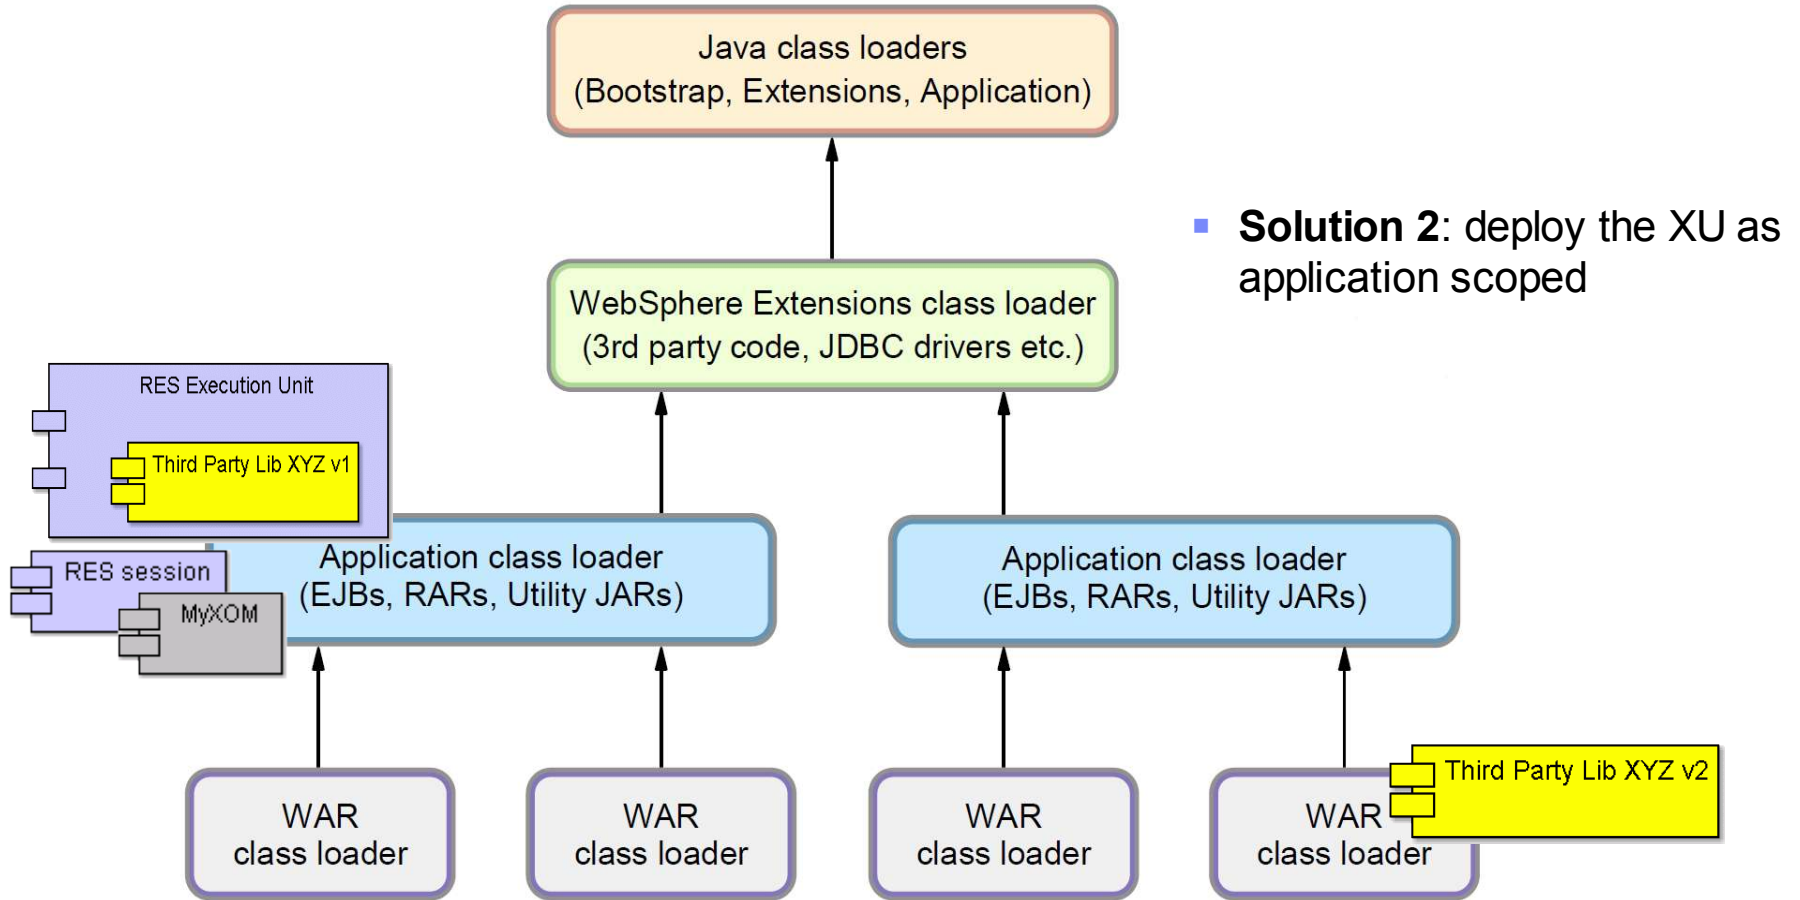 Java class loaders
(Bootstrap, Extensions, Application)
Solution 2: deploy the XU as
application scoped
WebSphere Extensions class loader
(3rd party code, JDBC drivers etc.)
RES Execution Unit
Third Party Lib XYZ v1
RES session
MyXOM
Application class loader
(EJBs, RARs, Utility JARs)
Application class loader
(EJBs, RARs, Utility JARs)
WAR
class loader
WAR
class loader
WAR
class loader
WAR
class loader
Third Party Lib XYZ v2